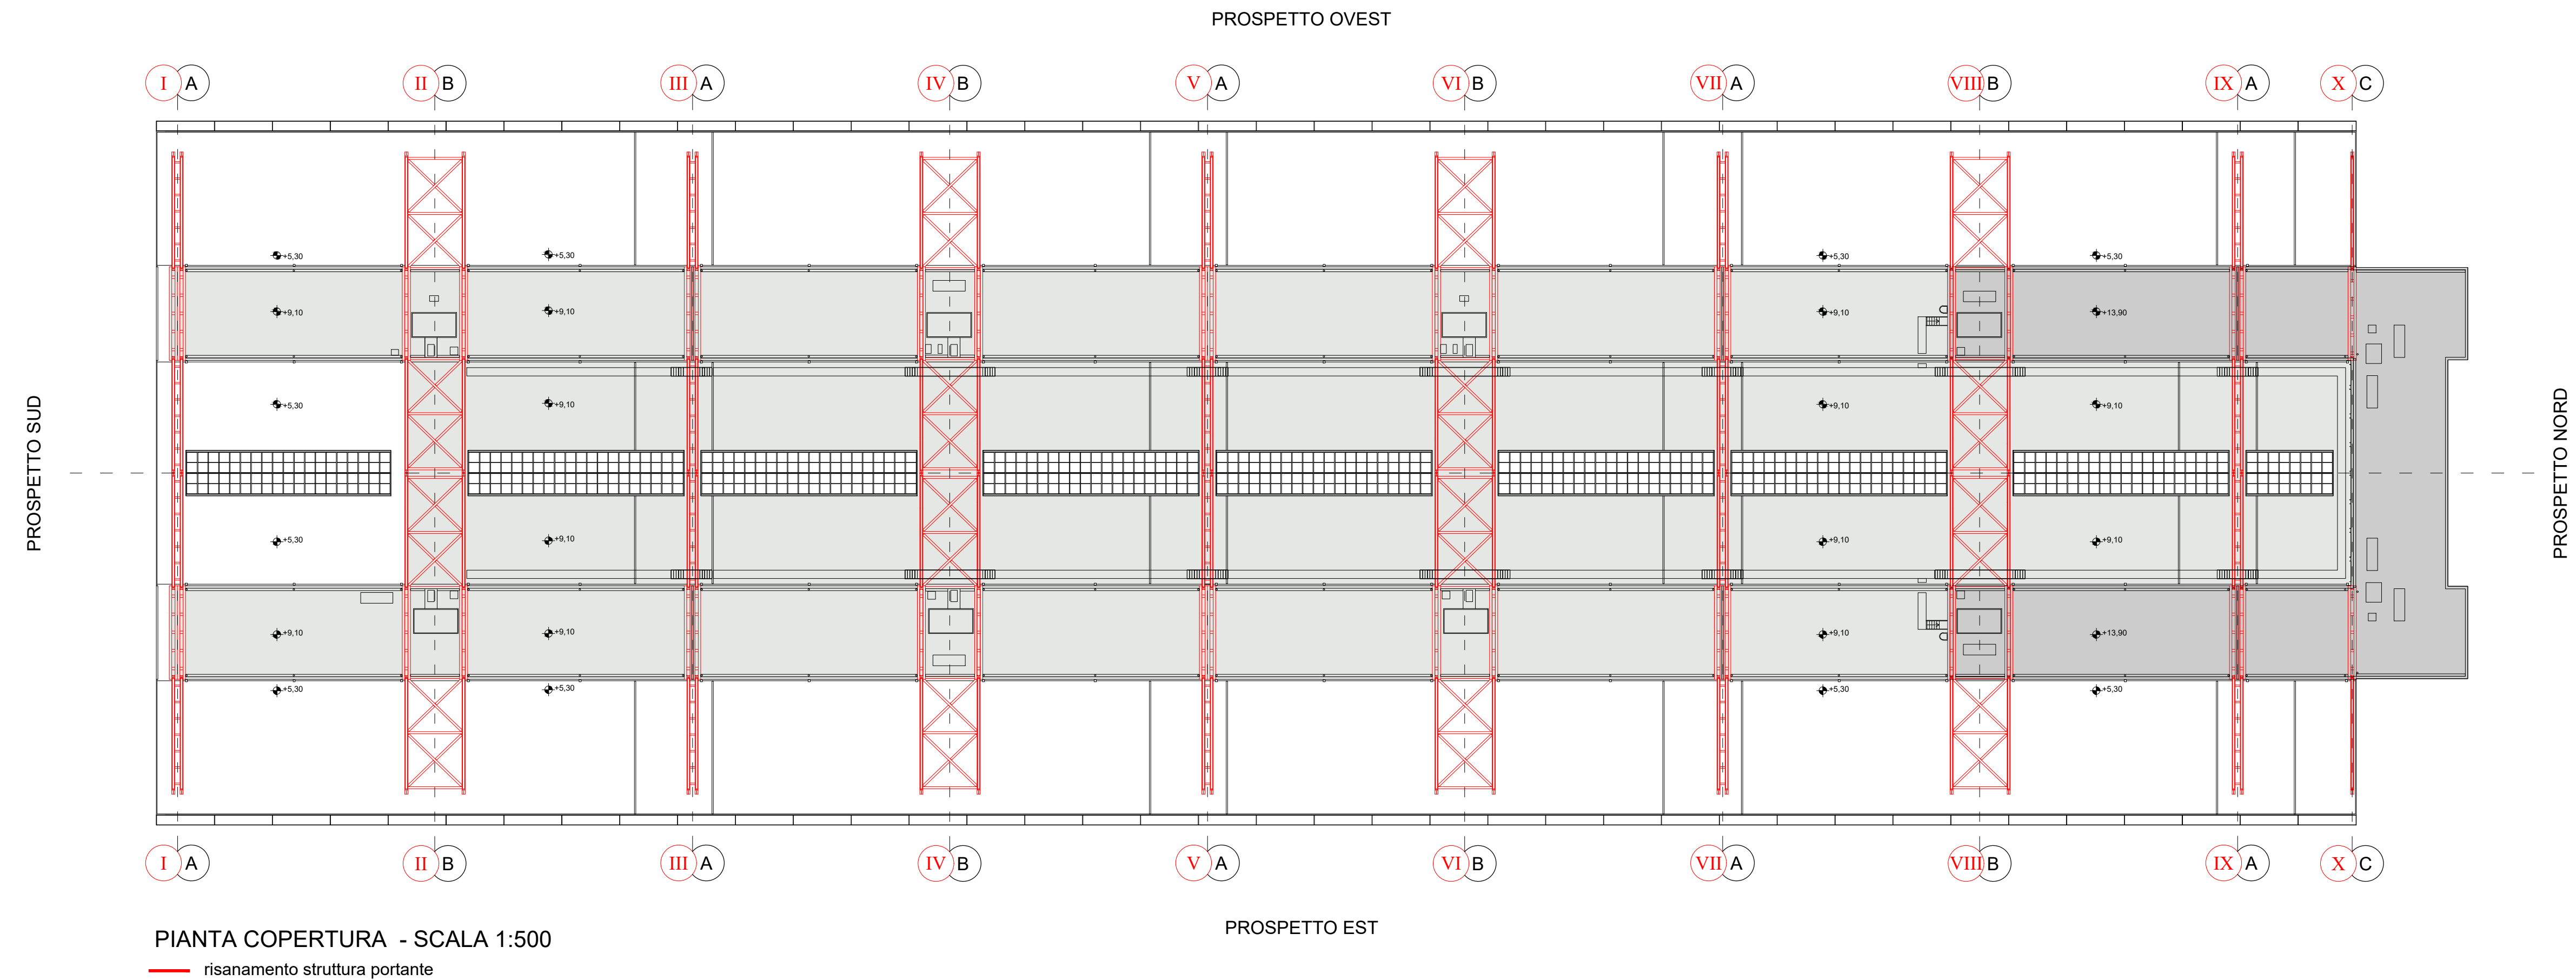 PROSPETTO OVEST
I A II B III A IV B V A VI B VII A VIII B IX A X C
+5,30 +5,30 +5,30 +5,30
+9,10 +9,10 +9,10 +13,90
+5,30 +9,10 +9,10 +9,10
PROSPETTO SUD
PROSPETTO NORD
+5,30 +9,10 +9,10 +9,10
+9,10 +9,10 +9,10 +13,90
+5,30 +5,30 +5,30 +5,30
I A II B III A IV B V A VI B VII A VIII B IX A X C
PROSPETTO EST
PIANTA COPERTURA - SCALA 1:500
risanamento struttura portante